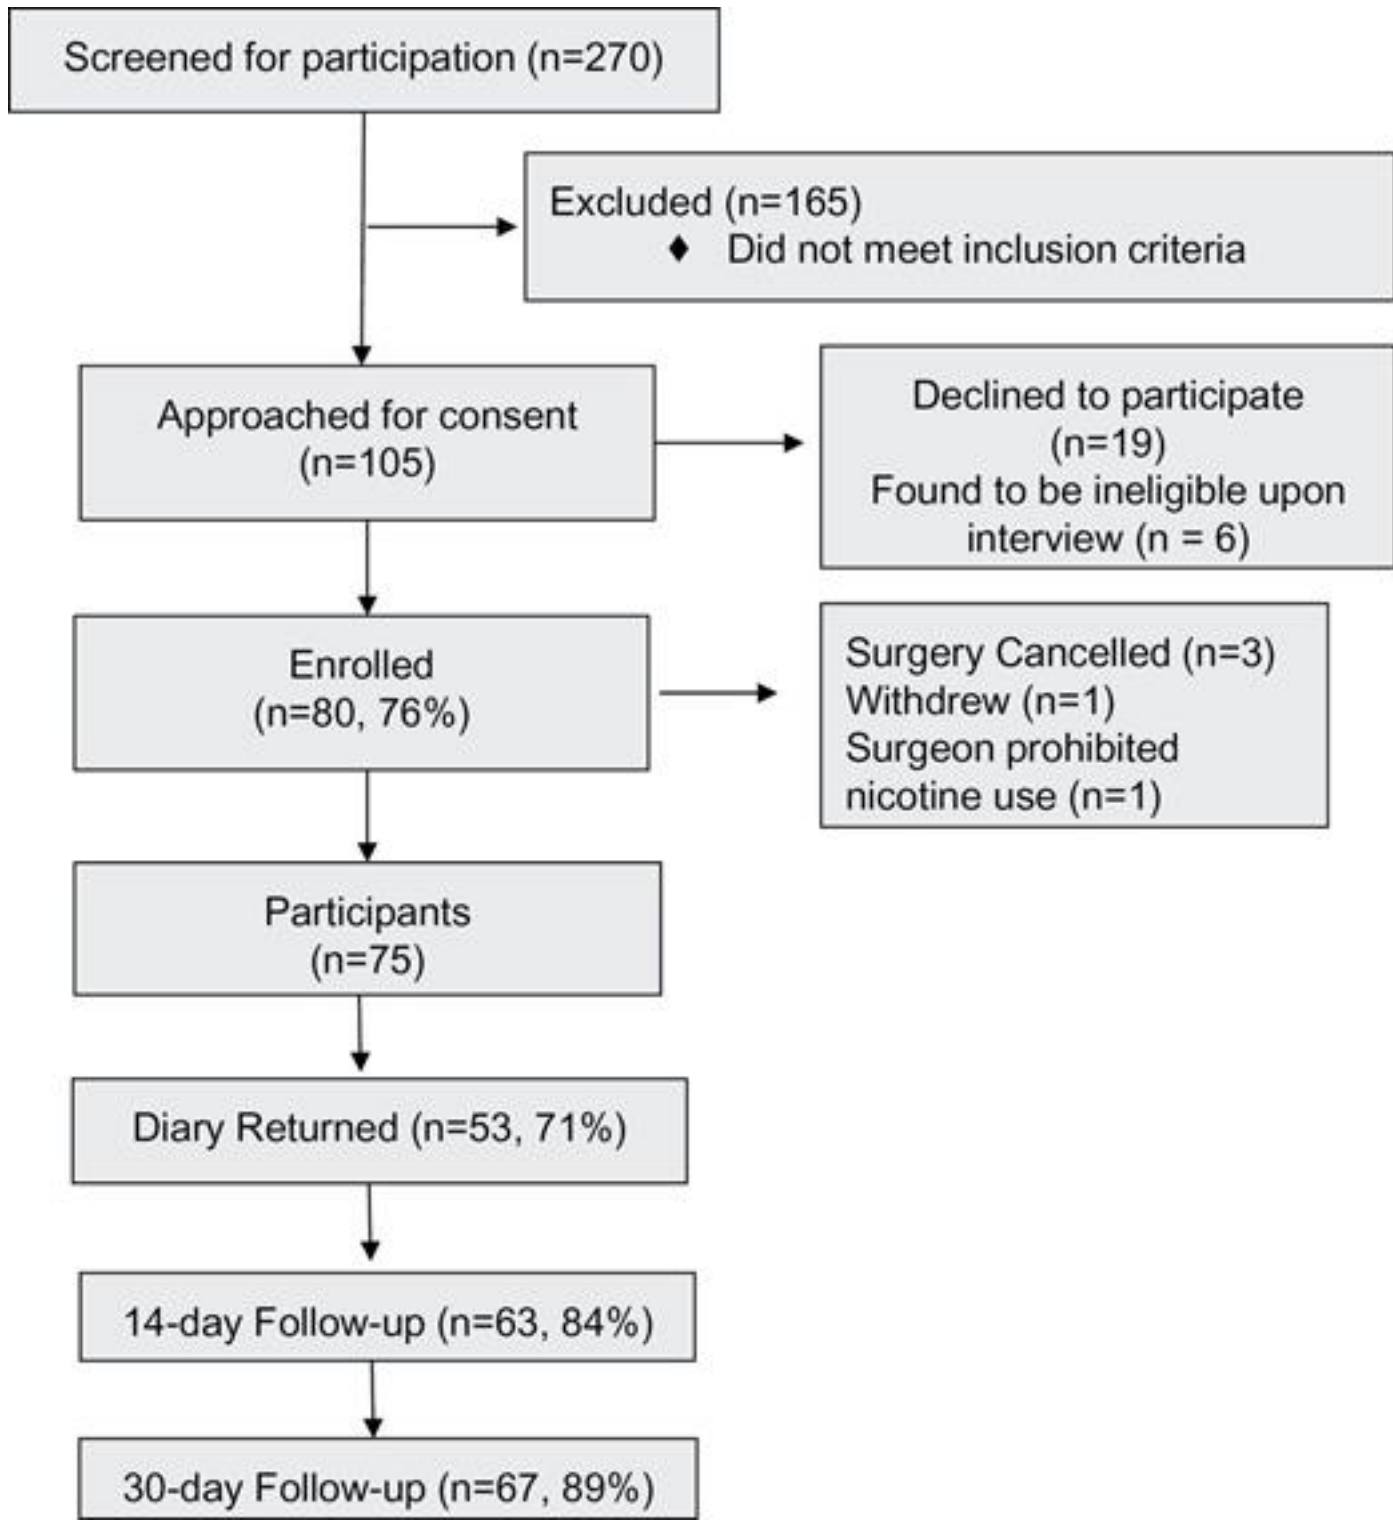 Screened for participation (n=270)
Excluded (n=165)
♦ Did not meet inclusion criteria
Approached for consent
(n=105)
Declined to participate
(n=19)
Found to be ineligible upon
interview (n = 6)
Enrolled
(n=80, 76%)
Surgery Cancelled (n=3)
Withdrew (n=1)
Surgeon prohibited
nicotine use (n=1)
Participants
(n=75)
Diary Returned (n=53, 71%)
14-day Follow-up (n=63, 84%)
30-day Follow-up (n=67, 89%)